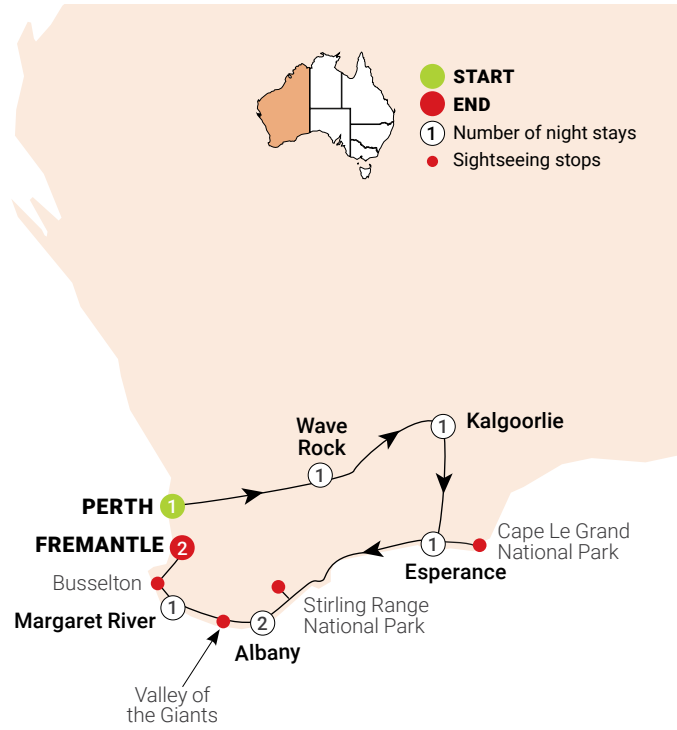 START
END
1 Number of night stays
Sightseeing stops
Wave
Rock
1
1 Kalgoorlie
PERTH 1
FREMANTLE 2
1
Cape Le Grand
National Park
Esperance
Busselton
Stirling Range
National Park
Margaret River 1
2
Albany
Valley of
the Giants